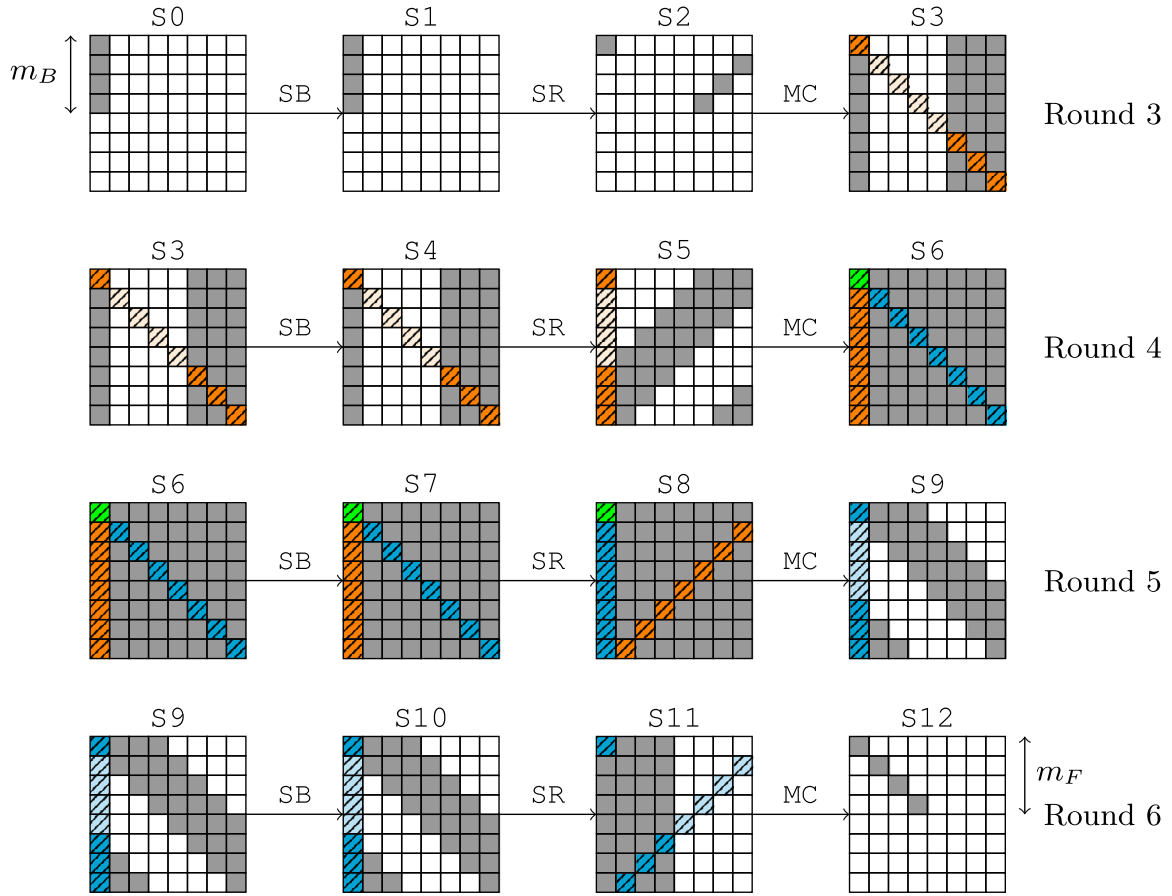 S0 S1 S2 S3
m_B SB SR MC Round 3
S3 S4 S5 S6
SB SR MC Round 4
S6 S7 S8 S9
SB SR MC Round 5
S9 S10 S11 S12
SB SR MC m_F Round 6